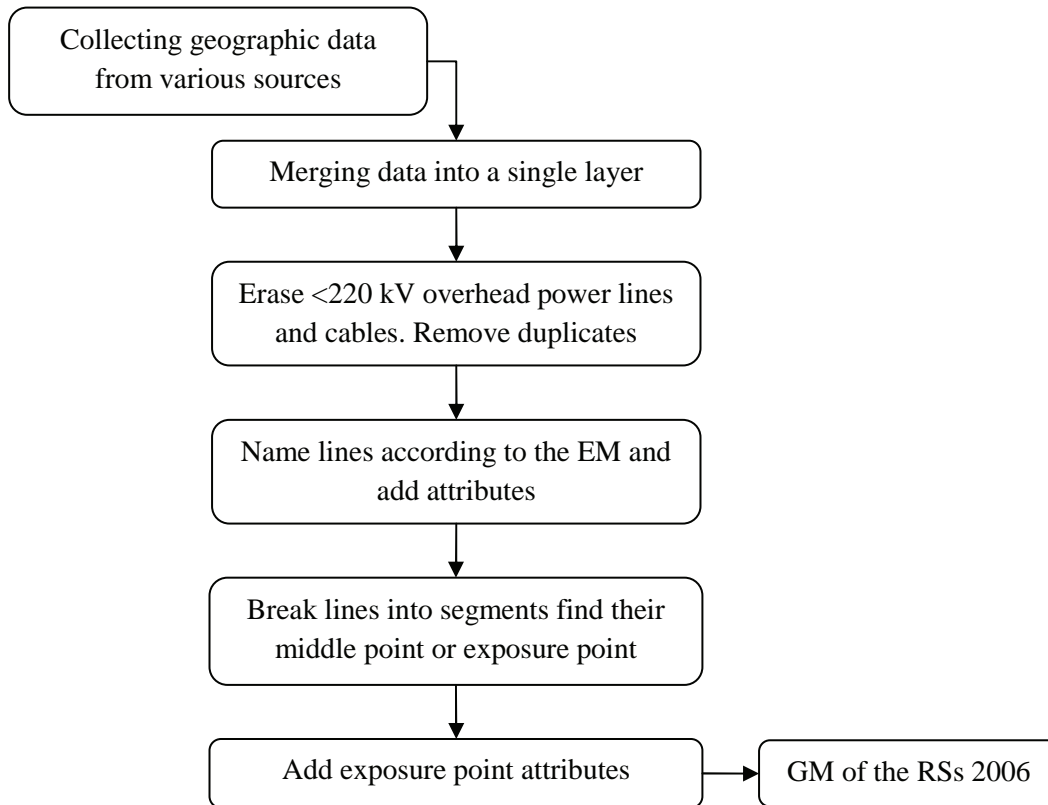 Collecting geographic data
from various sources
Merging data into a single layer
Erase <220 kV overhead power lines
and cables. Remove duplicates
Name lines according to the EM and
add attributes
Break lines into segments find their
middle point or exposure point
Add exposure point attributes
GM of the RSs 2006